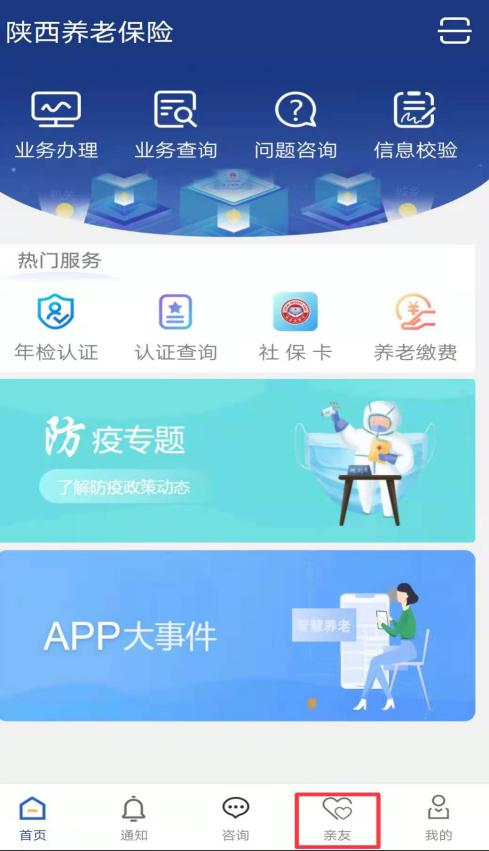 陕西养老保险
业务办理 业务查询 问题咨询 信息校验
热门服务
年检认证 认证查询 社保卡 养老缴费
防疫专题
了解防疫政策动态
APP大事件
智慧养老
首页 通知 咨询 亲友 我的